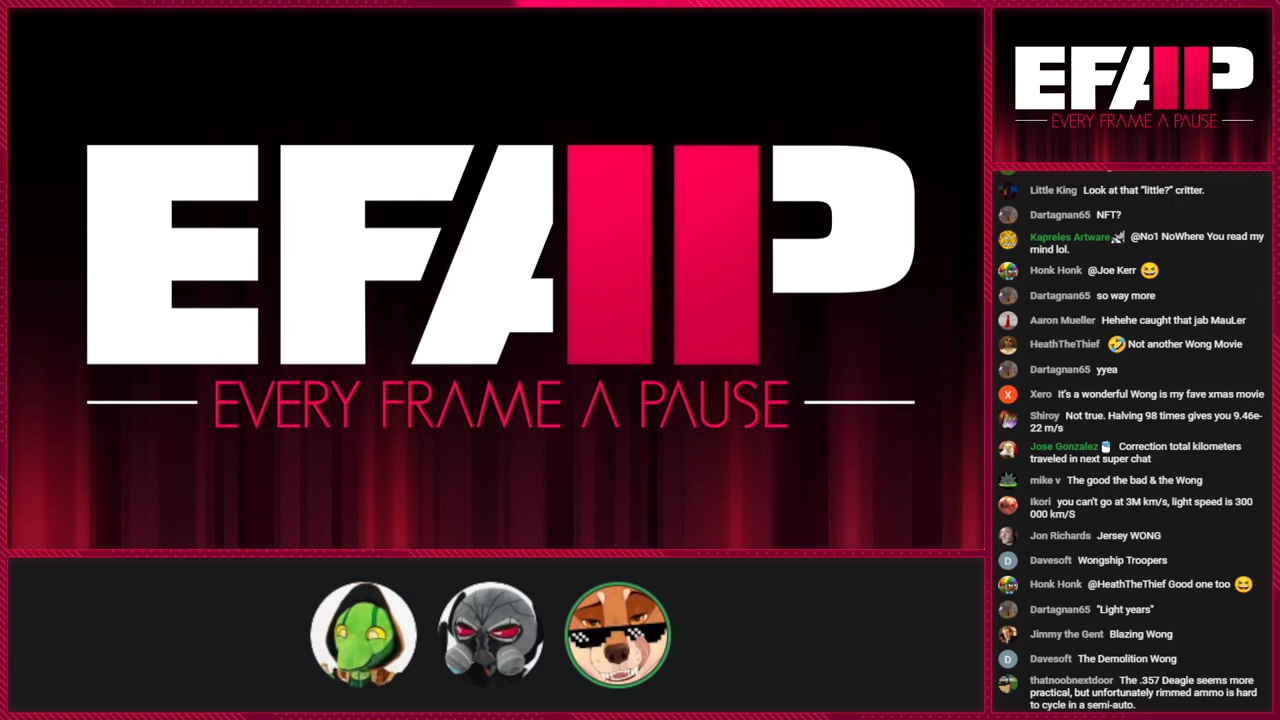 EFAP
EVERY FRAME A PAUSE
EFAP
EVERY FRAME A PAUSE
Little King Look at that “little?” critter.
Dartagnan65 NFT?
Kapreles Artware @No1 NoWhere You read my
mind lol.
Honk Honk @Joe Kerr
Dartagnan65 so way more
Aaron Mueller Hehehe caught that jab MauLer
HeathTheThief Not another Wong Movie
Dartagnan65 yyea
X Xero It's a wonderful Wong is my fave xmas movie
Shiroy Not true. Halving 98 times gives you 9.46e-
22 m/s
Jose Gonzalez Correction total kilometers
traveled in next super chat
mike v The good the bad & the Wong
Ikori you can't go at 3M km/s, light speed is 300
000 km/S
Jon Richards Jersey WONG
D Davesoft Wongship Troopers
Honk Honk @HeathTheThief Good one too
Dartagnan65 "Light years"
Jimmy the Gent Blazing Wong
D Davesoft The Demolition Wong
thatnoobnextdoor The .357 Deagle seems more
practical, but unfortunately rimmed ammo is hard
to cycle in a semi-auto.